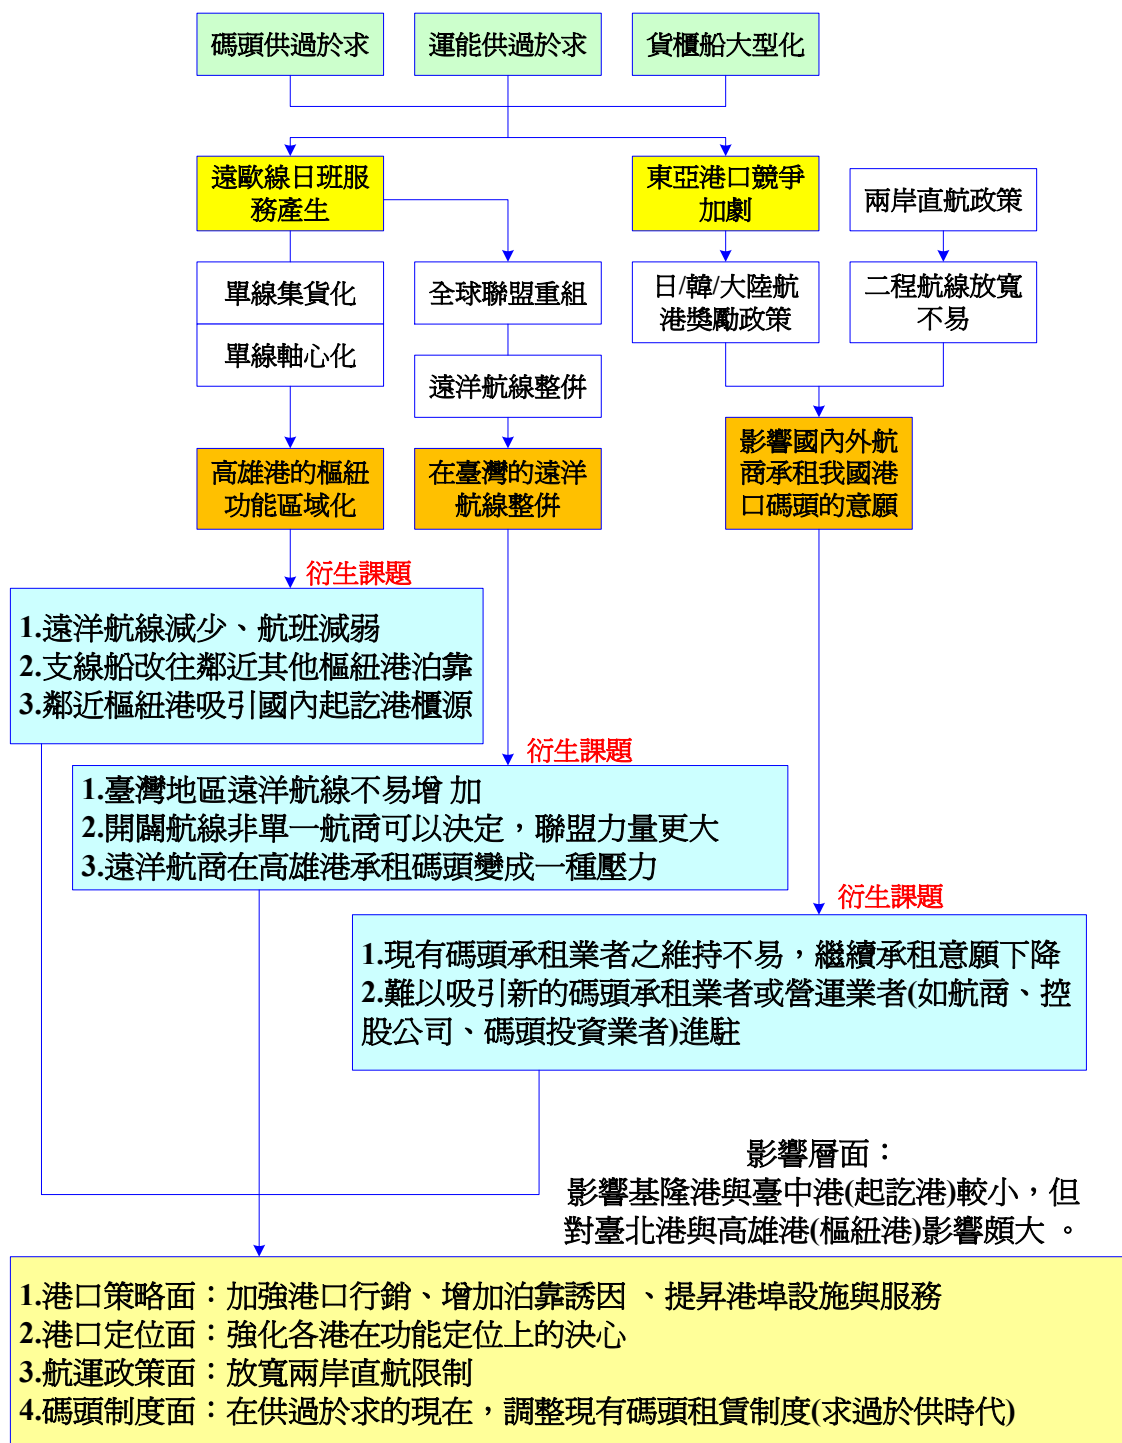 碼頭供過於求
運能供過於求
貨櫃船大型化
遠歐線日班服
務產生
東亞港口競爭
加劇
兩岸直航政策
單線集貨化
單線軸心化
全球聯盟重組
遠洋航線整併
日/韓/大陸航
港獎勵政策
二程航線放寬
不易
高雄港的樞紐
功能區域化
在臺灣的遠洋
航線整併
影響國內外航
商承租我國港
口碼頭的意願
衍生課題
1.遠洋航線減少、航班減弱
2.支線船改往鄰近其他樞紐港泊靠
3.鄰近樞紐港吸引國內起訖港櫃源
衍生課題
1.臺灣地區遠洋航線不易增 加
2.開闢航線非單一航商可以決定，聯盟力量更大
3.遠洋航商在高雄港承租碼頭變成一種壓力
衍生課題
1.現有碼頭承租業者之維持不易，繼續承租意願下降
2.難以吸引新的碼頭承租業者或營運業者(如航商、控
股公司、碼頭投資業者)進駐
影響層面：
影響基隆港與臺中港(起訖港)較小，但
對臺北港與高雄港(樞紐港)影響頗大 。
1.港口策略面：加強港口行銷、增加泊靠誘因 、提昇港埠設施與服務
2.港口定位面：強化各港在功能定位上的決心
3.航運政策面：放寬兩岸直航限制
4.碼頭制度面：在供過於求的現在，調整現有碼頭租賃制度(求過於供時代)